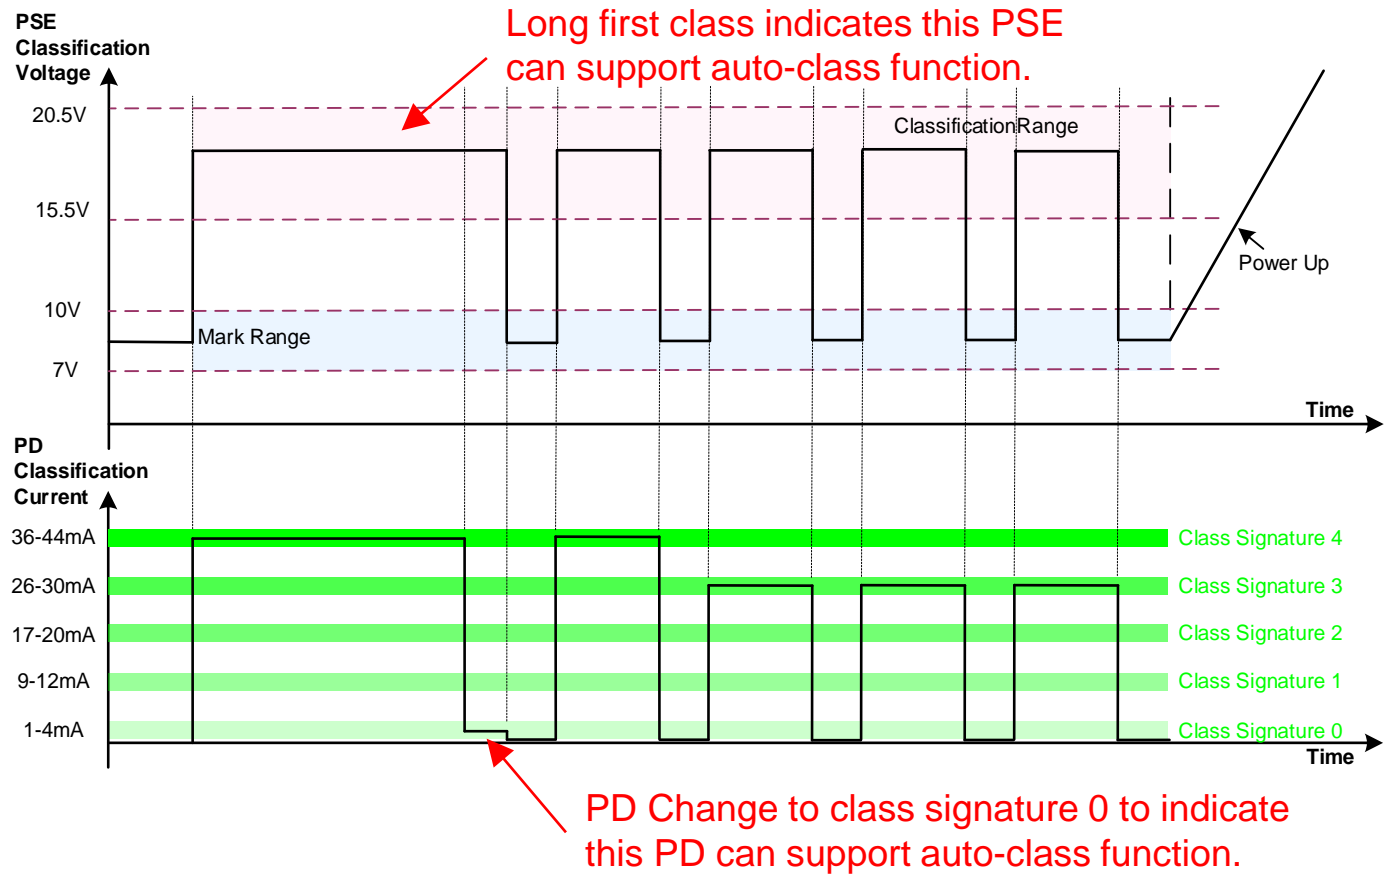 PSE
Classification
Voltage
Long first class indicates this PSE
can support auto-class function.
20.5V
ClassificationRange
15.5V
Power Up
10V
Mark Range
7V
Time
PD
Classification
Current
36-44mA
Class Signature 4
26-30mA
Class Signature 3
17-20mA
Class Signature 2
9-12mA
Class Signature 1
1-4mA
Class Signature 0
Time
PD Change to class signature 0 to indicate
this PD can support auto-class function.